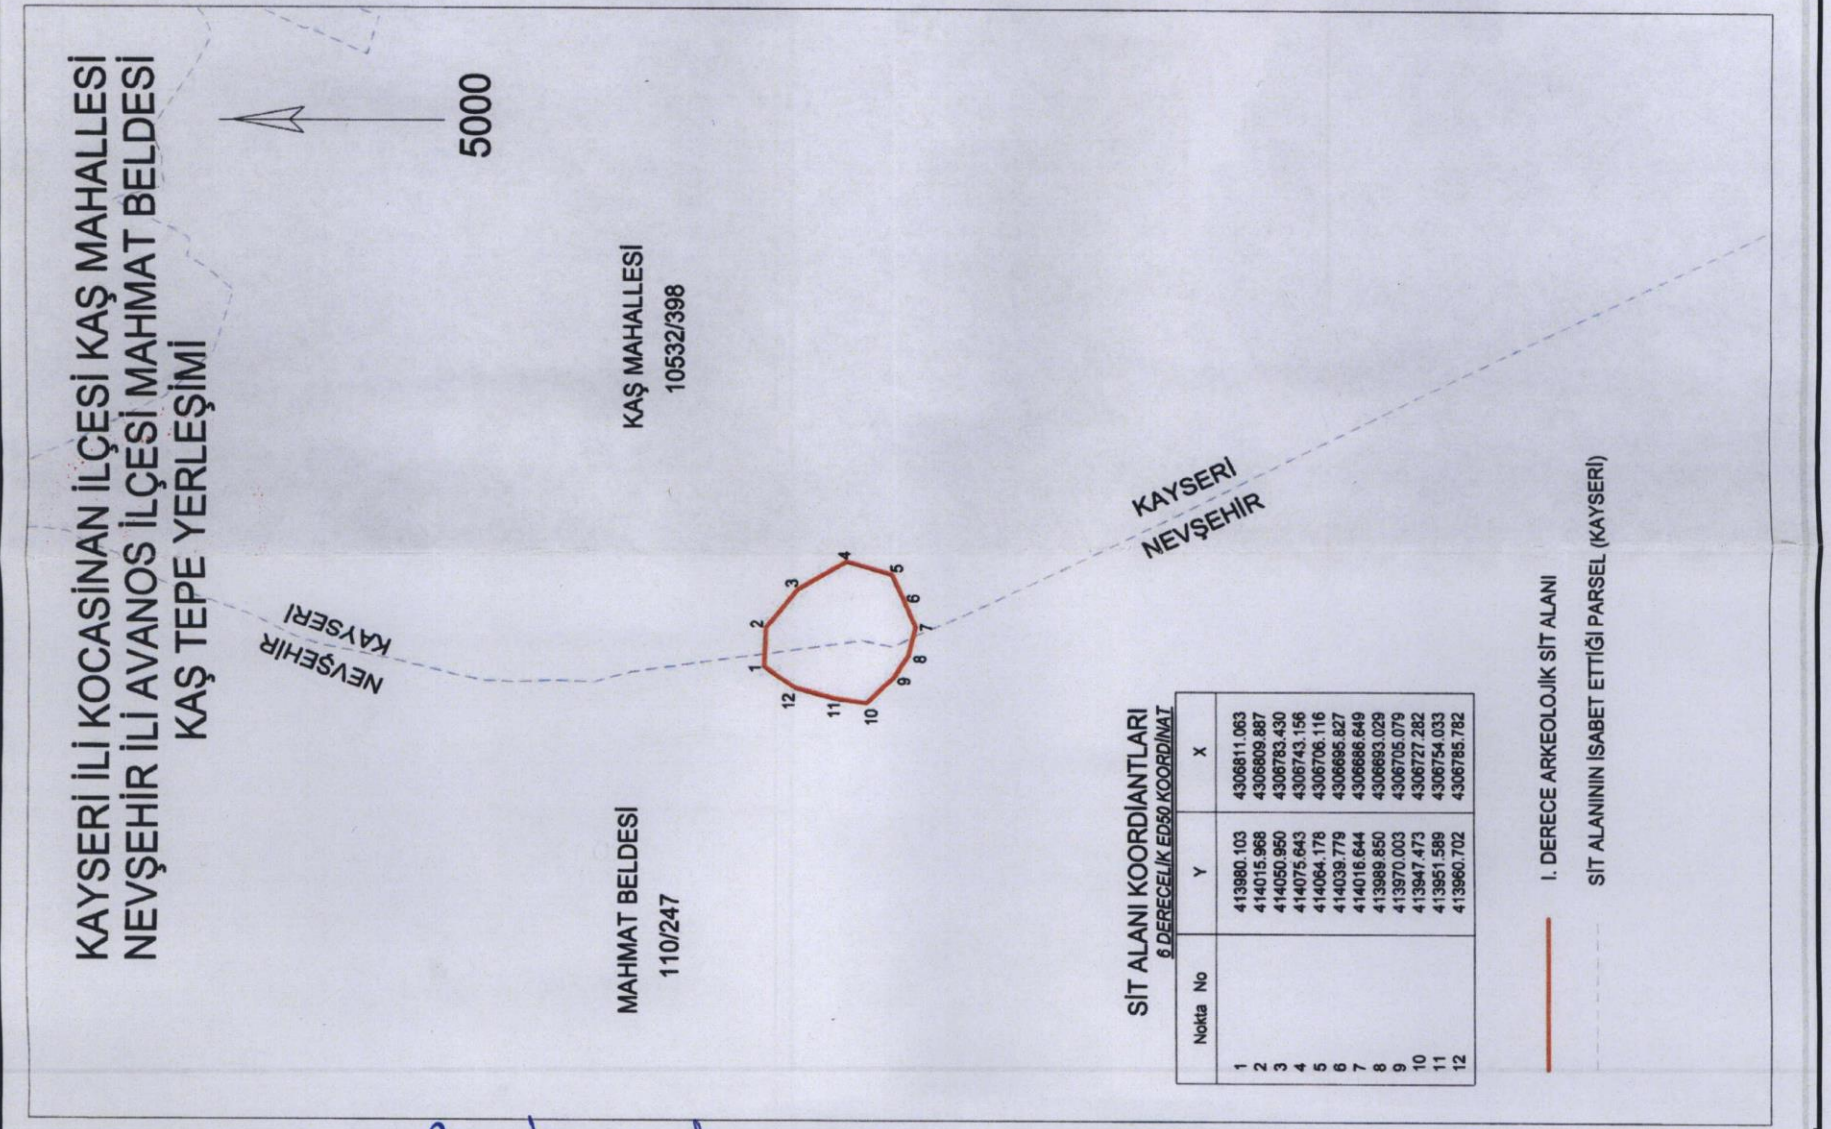 KAYSERİ İLİ KOCASİNAN İLÇESİ KAŞ MAHALLESİ
NEVŞEHİR İLİ AVANOS İLÇESİ MAHMAT BELDESİ
KAŞ TEPE YERLEŞİMİ
5000
NEVŞEHİR
KAYSERİ
MAHMAT BELDESİ
110/247
KAŞ MAHALLESİ
10532/398
1
2
3
4
5
6
7
8
9
10
11
12
KAYSERİ
NEVŞEHİR
SİT ALANI KOORDİANTLARI
6 DERECELİK ED50 KOORDİNAT
Nokta No Y X
1 413980.103 4306811.063
2 414015.968 4306809.887
3 414050.950 4306783.430
4 414075.643 4306743.156
5 414064.178 4306706.116
6 414039.779 4306695.827
7 414016.644 4306686.649
8 413989.850 4306693.029
9 413970.003 4306705.079
10 413947.473 4306727.282
11 413951.589 4306754.033
12 413960.702 4306785.782
I. DERECE ARKEOLOJİK SİT ALANI
SİT ALANININ İSABET ETTİĞİ PARSEL (KAYSERİ)